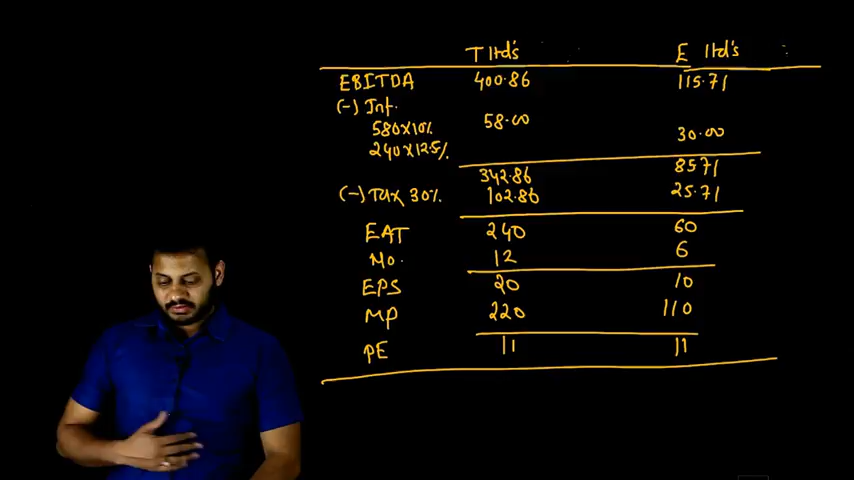 T ltd's E ltd's
EBITDA 400.86 115.71
(-) Int.
580x10% 58.00
240x12.5% 30.00
342.86 85.71
(-) Tax 30% 102.86 25.71
EAT 240 60
No. 12 6
EPS 20 10
MP 220 110
PE 11 11